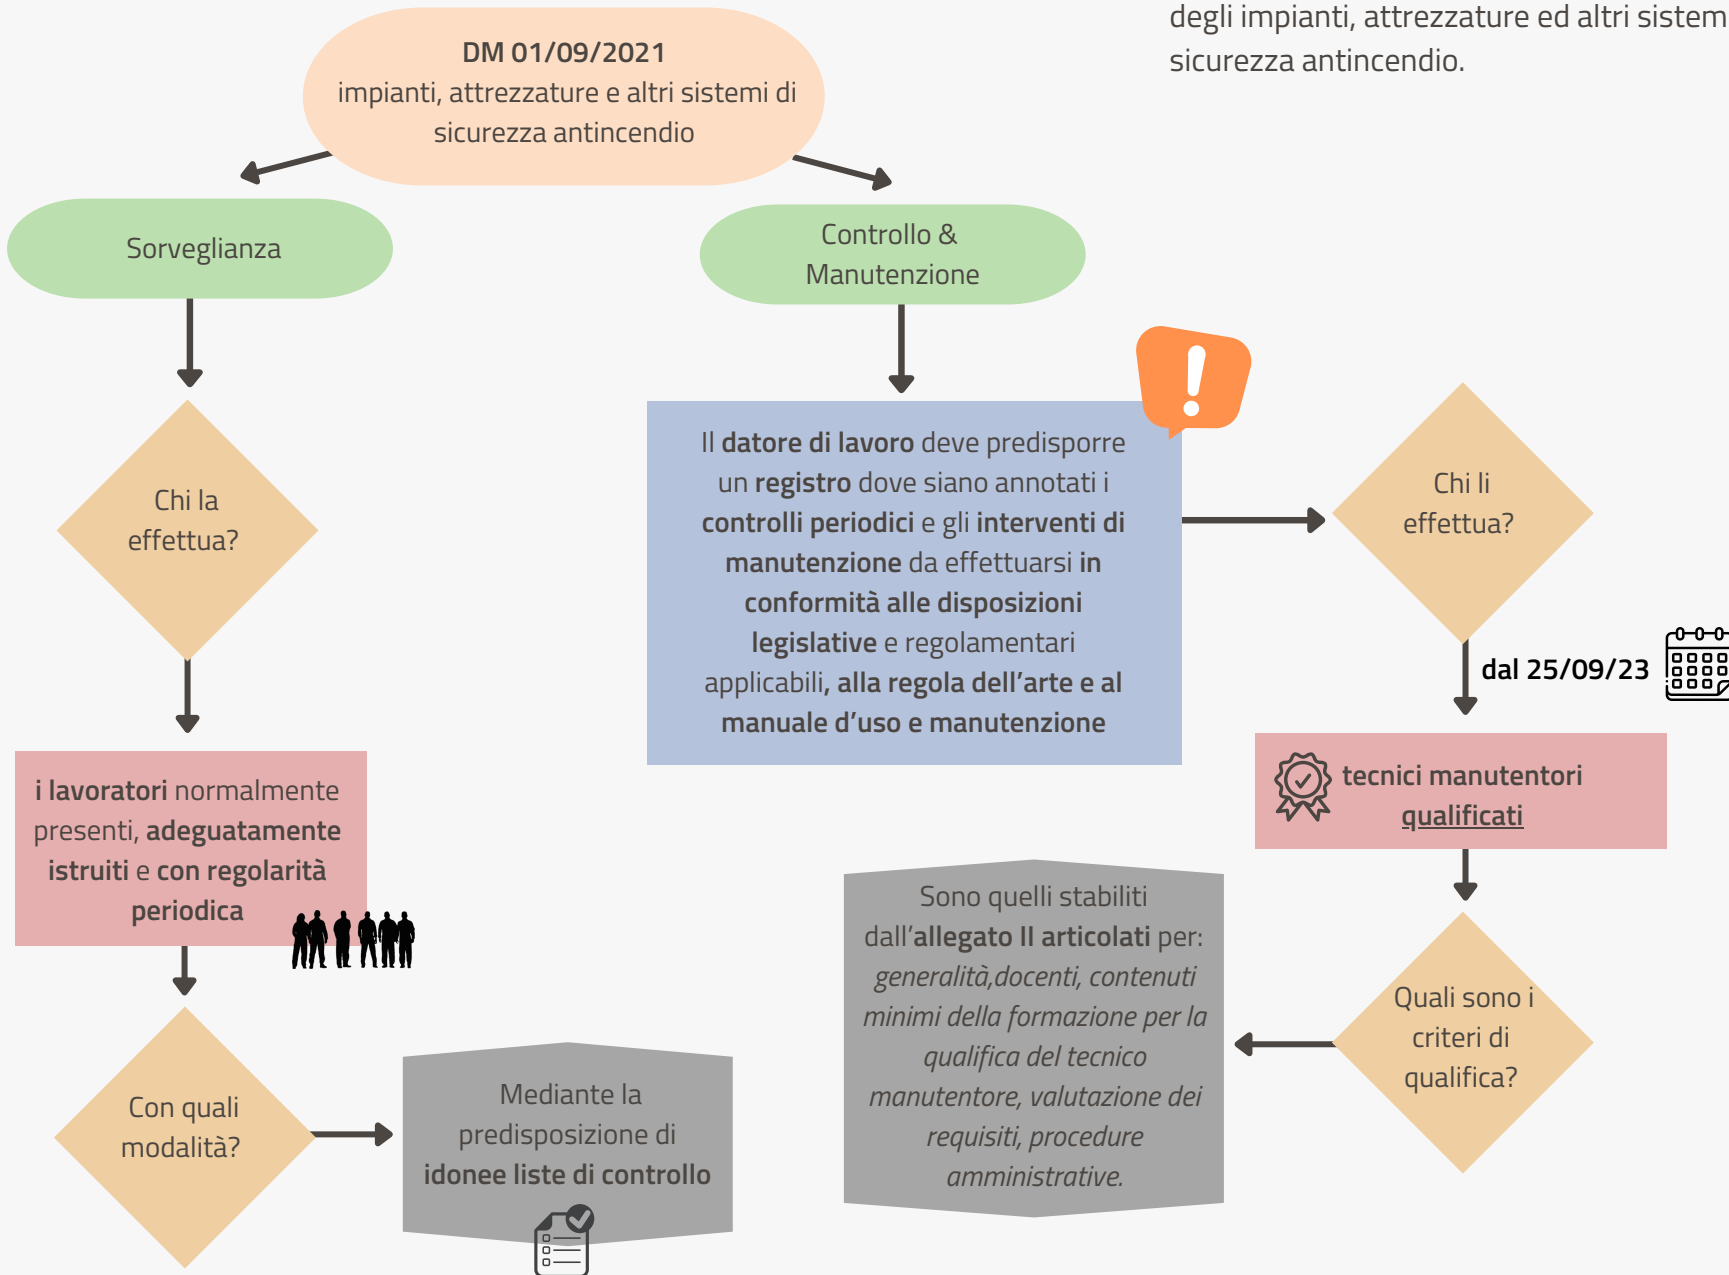 degli impianti, attrezzature ed altri sistem
sicurezza antincendio.
DM 01/09/2021
impianti, attrezzature e altri sistemi di
sicurezza antincendio
Sorveglianza
Controllo &
Manutenzione
Chi la
effettua?
Il datore di lavoro deve predisporre
un registro dove siano annotati i
controlli periodici e gli interventi di
manutenzione da effettuarsi in
conformità alle disposizioni
legislative e regolamentari
applicabili, alla regola dell'arte e al
manuale d'uso e manutenzione
Chi li
effettua?
dal 25/09/23
i lavoratori normalmente
presenti, adeguatamente
istruiti e con regolarità
periodica
tecnici manutentori
qualificati
Con quali
modalità?
Mediante la
predisposizione di
idonee liste di controllo
Sono quelli stabiliti
dall'allegato II articolati per:
generalità,docenti, contenuti
minimi della formazione per la
qualifica del tecnico
manutentore, valutazione dei
requisiti, procedure
amministrative.
Quali sono i
criteri di
qualifica?